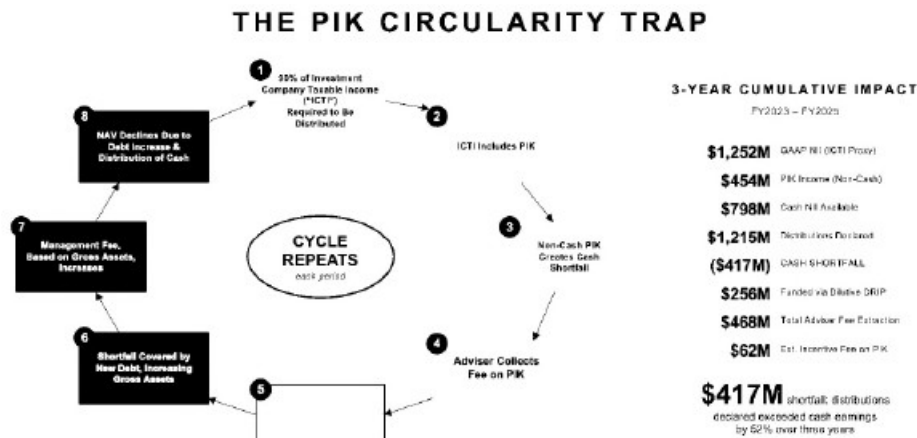 THE PIK CIRCULARITY TRAP
1
90% of Investment
Company Taxable Income
("ICTI")
Required to Be
Distributed
2
ICTI Includes PIK
3
Non-Cash PIK
Creates Cash
Shortfall
4
Adviser Collects
Fee on PIK
5
6
Shortfall Covered by
New Debt, Increasing
Gross Assets
7
Management Fee,
Based on Gross Assets,
Increases
8
NAV Declines Due to
Debt Increase &
Distribution of Cash
CYCLE
REPEATS
each period
3-YEAR CUMULATIVE IMPACT
FY2023 – FY2025
$1,252M GAAP NII (ICTI Proxy)
$454M PIK Income (Non-Cash)
$798M Cash NII Available
$1,215M Distributions Declared
($417M) CASH SHORTFALL
$256M Funded via Dilutive DRIP
$468M Total Adviser Fee Extraction
$62M Est. Incentive Fee on PIK
$417M shortfall: distributions
declared exceeded cash earnings
by 52% over three years